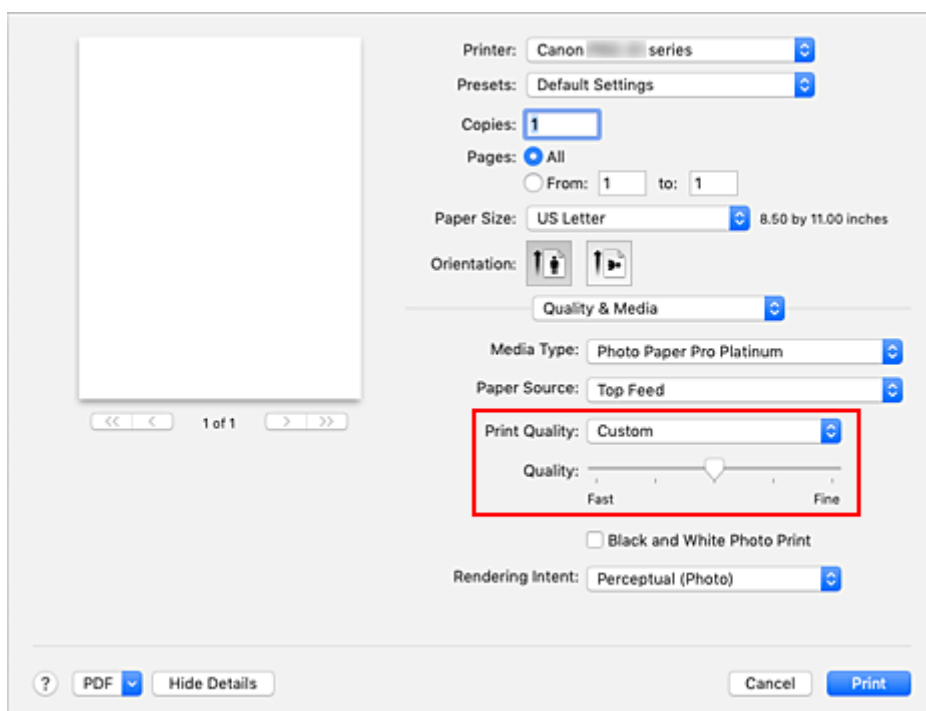 Printer: Canon series
Presets: Default Settings
Copies: 1
Pages: All
From: 1 to: 1
Paper Size: US Letter 8.50 by 11.00 inches
Orientation:
Quality & Media
Media Type: Photo Paper Pro Platinum
Paper Source: Top Feed
<< < 1 of 1 > >>
Print Quality: Custom
Quality:
Fast Fine
Black and White Photo Print
Rendering Intent: Perceptual (Photo)
? PDF Hide Details Cancel Print